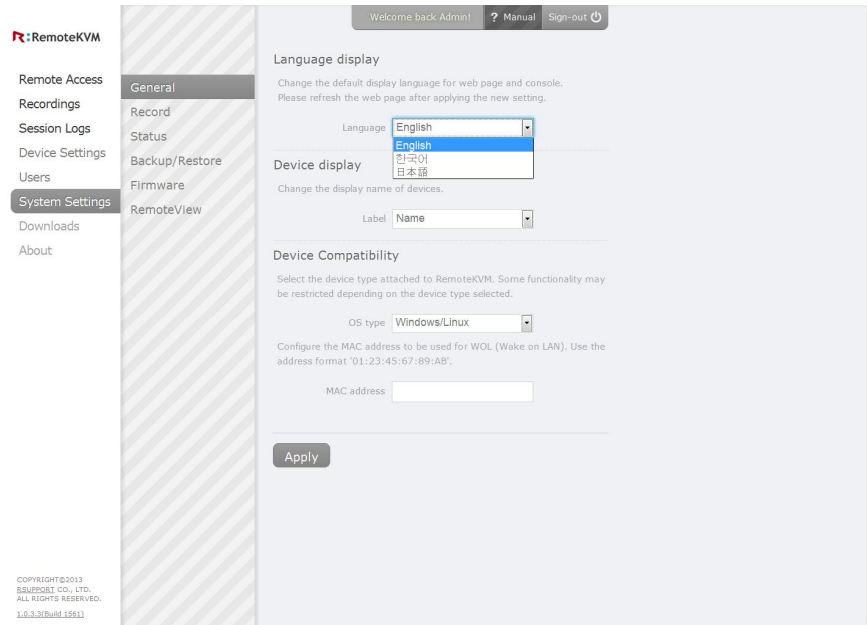 Welcome back Admin!
? Manual
Sign-out
R:RemoteKVM
Remote Access
Recordings
Session Logs
Device Settings
Users
System Settings
Downloads
About
General
Record
Status
Backup/Restore
Firmware
RemoteView
Language display
Change the default display language for web page and console.
Please refresh the web page after applying the new setting.
Language English
English
한국어
日本語
Device display
Change the display name of devices.
Label Name
Device Compatibility
Select the device type attached to RemoteKVM. Some functionality may
be restricted depending on the device type selected.
OS type Windows/Linux
Configure the MAC address to be used for WOL (Wake on LAN). Use the
address format '01:23:45:67:89:AB'.
MAC address
Apply
COPYRIGHT©2013
RSUPPORT CO., LTD.
ALL RIGHTS RESERVED.
1.0.3.3(Build 1561)